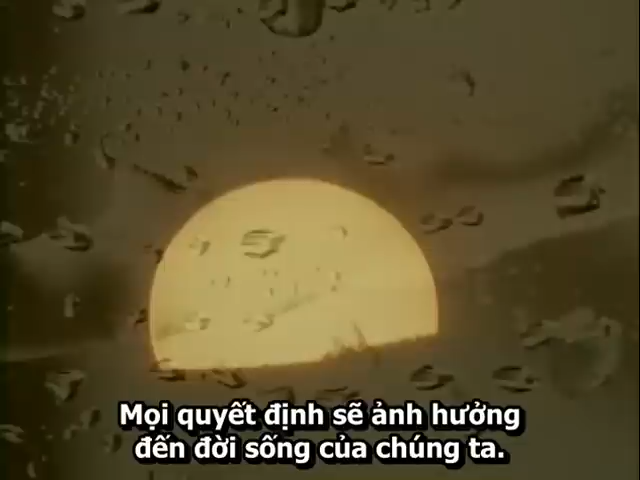 Mọi quyết định sẽ ảnh hưởng
đến đời sống của chúng ta.